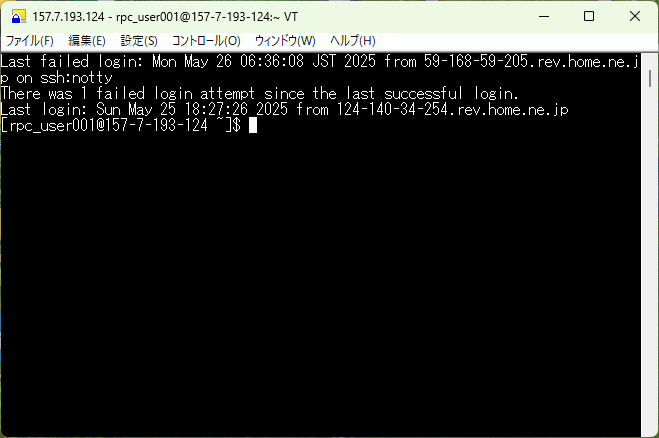 157.7.193.124 - rpc_user001@157-7-193-124:~ VT
ファイル(F) 編集(E) 設定(S) コントロール(O) ウィンドウ(W) ヘルプ(H)
Last failed login: Mon May 26 06:36:08 JST 2025 from 59-168-59-205.rev.home.ne.j
p on ssh:notty
There was 1 failed login attempt since the last successful login.
Last login: Sun May 25 18:27:26 2025 from 124-140-34-254.rev.home.ne.jp
[rpc_user001@157-7-193-124 ~]$